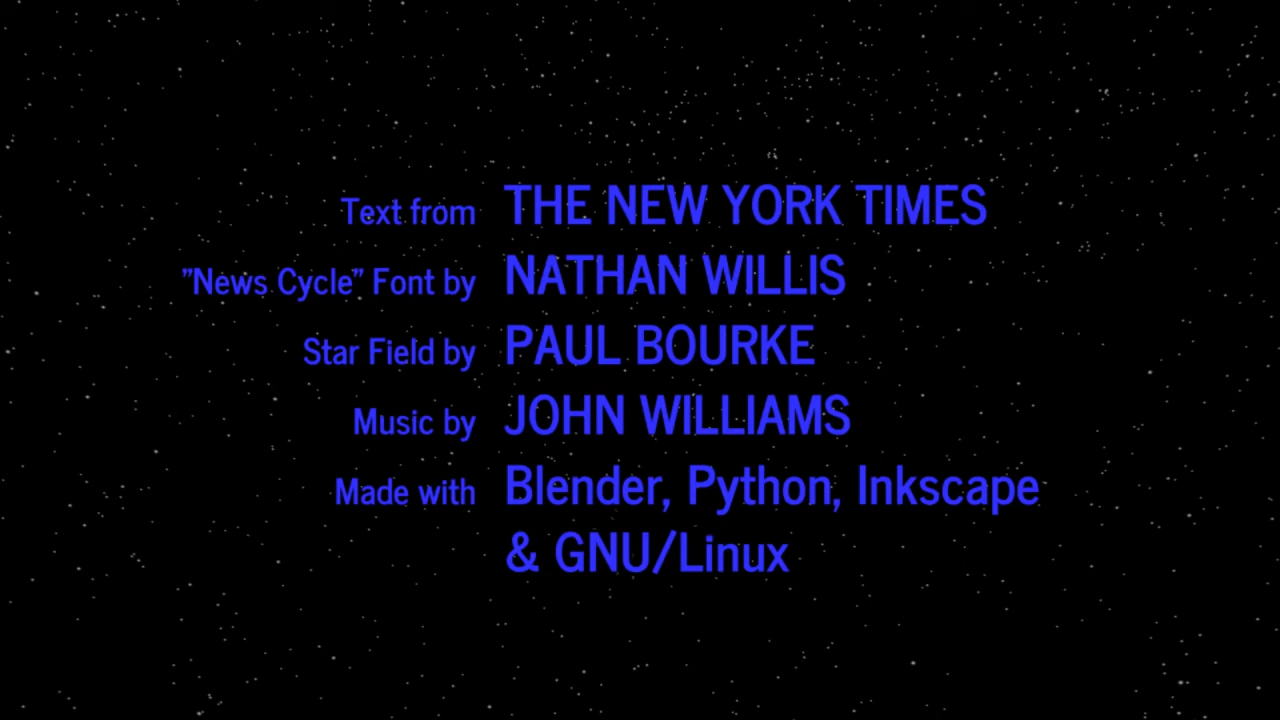 Text from THE NEW YORK TIMES
"News Cycle" Font by NATHAN WILLIS
Star Field by PAUL BOURKE
Music by JOHN WILLIAMS
Made with Blender, Python, Inkscape
& GNU/Linux